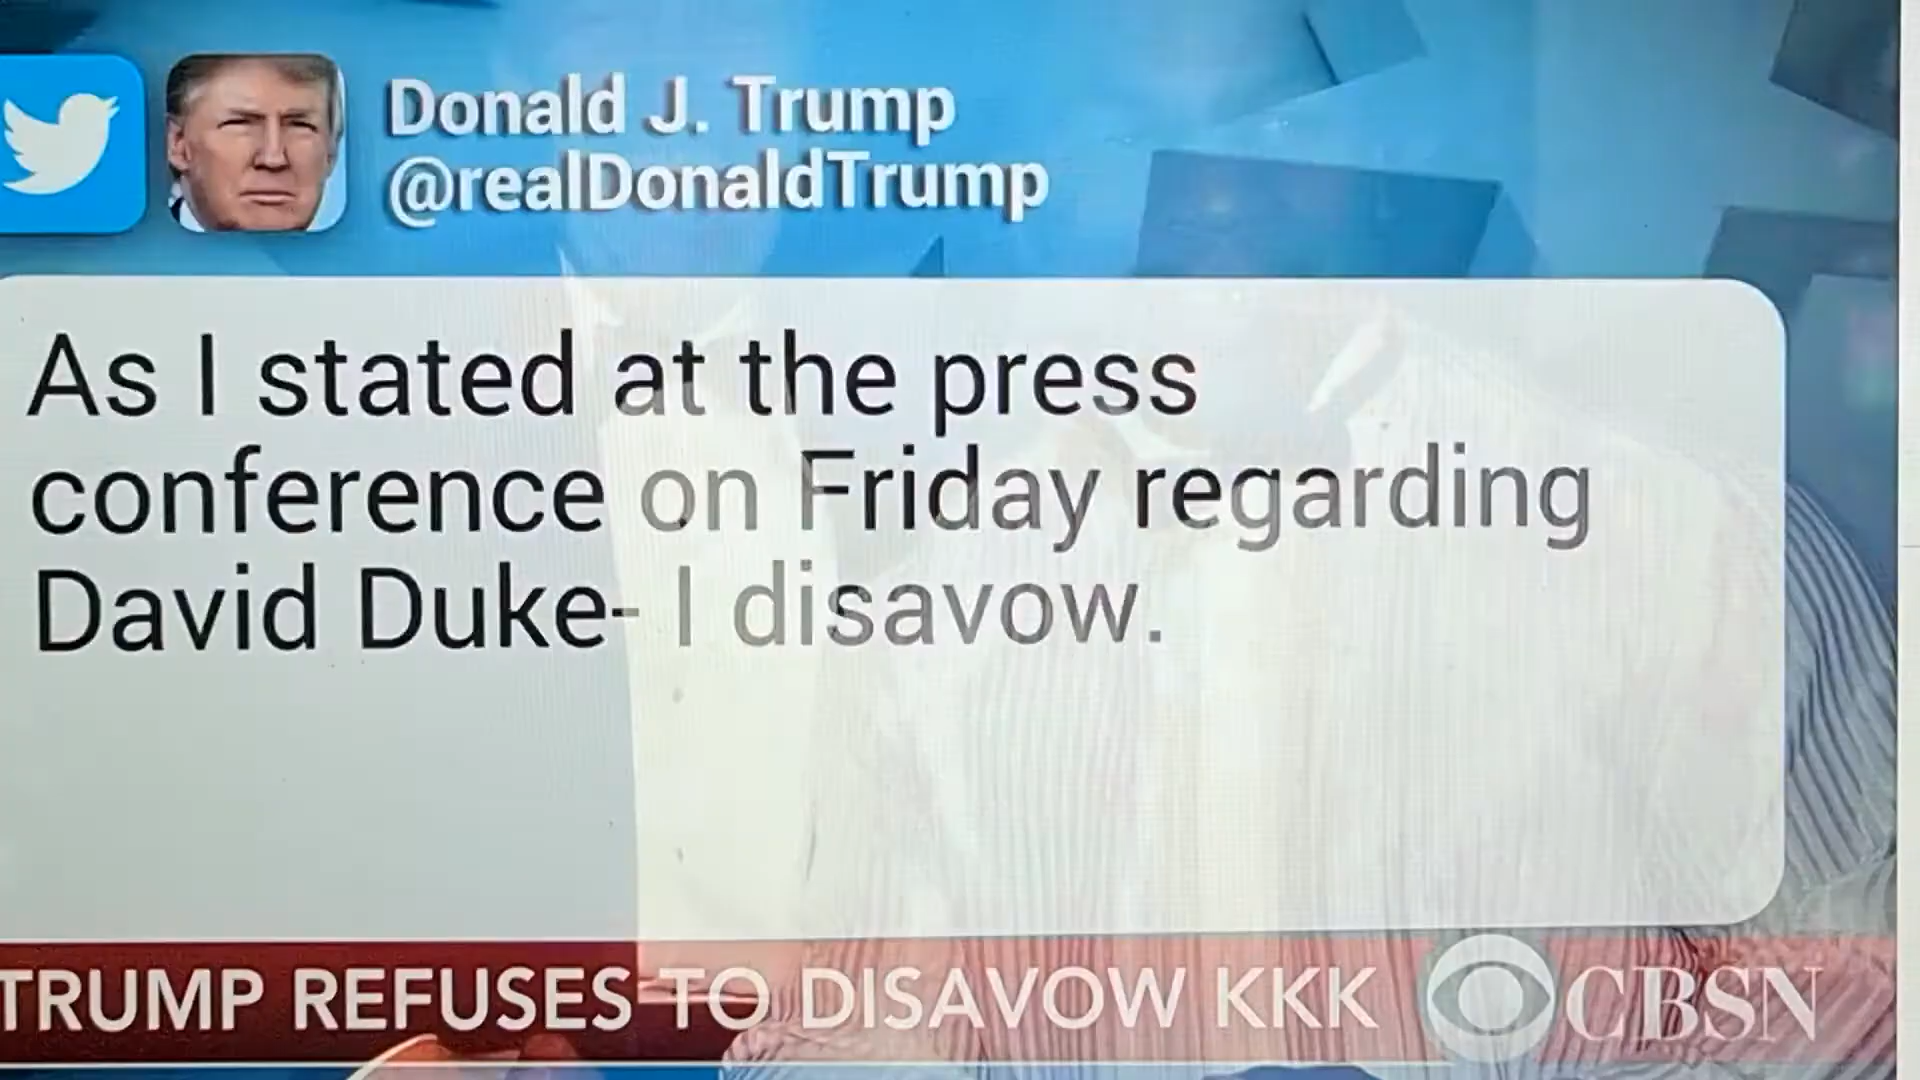 Donald J. Trump
@realDonaldTrump
As I stated at the press
conference on Friday regarding
David Duke- I disavow.
TRUMP REFUSES TO DISAVOW KKK
CBSN